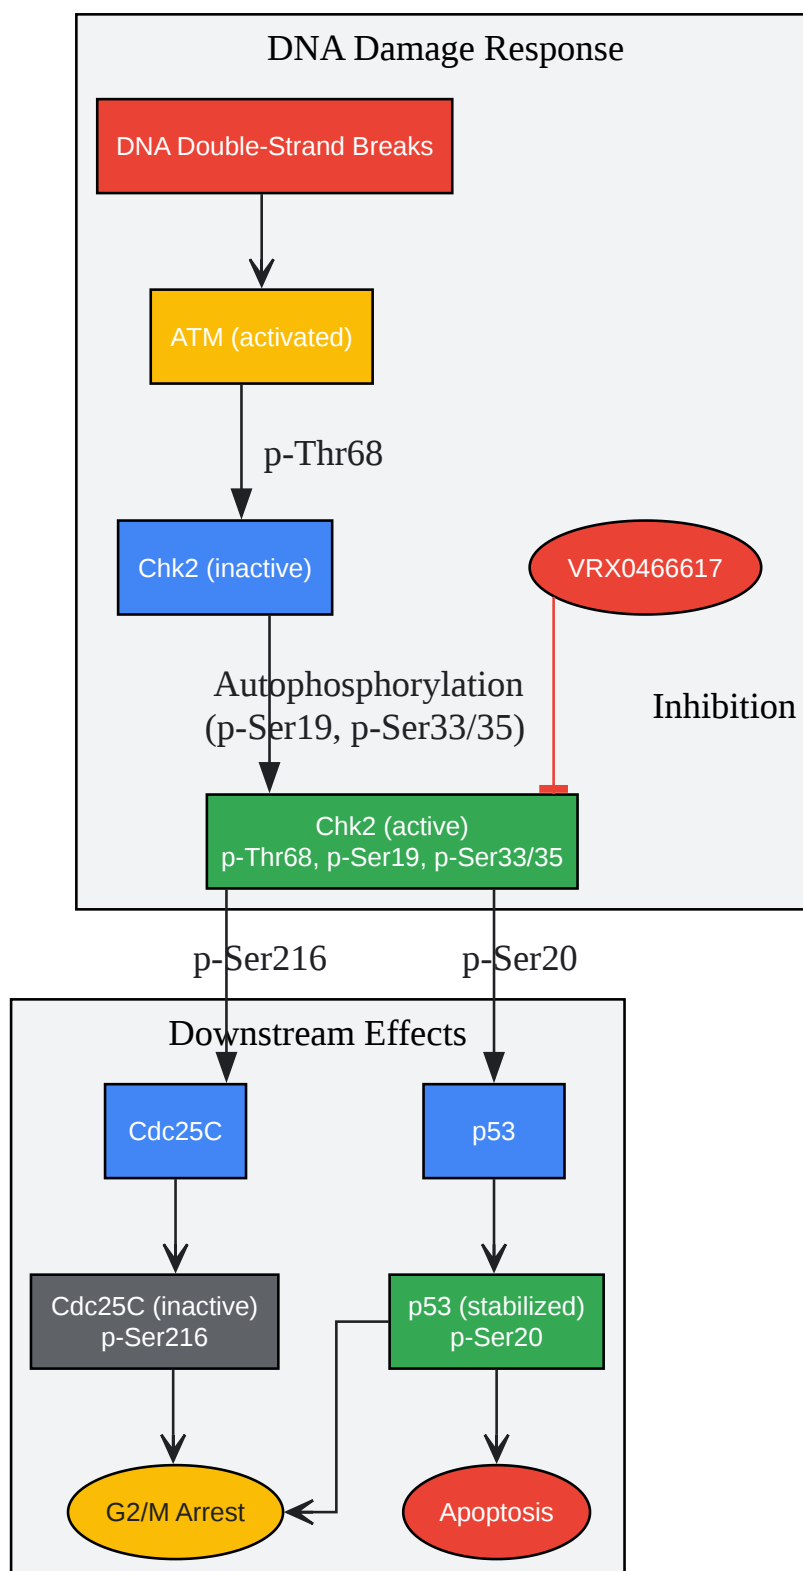 DNA Damage Response
DNA Double-Strand Breaks
ATM (activated)
p-Thr68
Chk2 (inactive)
VRX0466617
Autophosphorylation
(p-Ser19, p-Ser33/35)
Inhibition
Chk2 (active)
p-Thr68, p-Ser19, p-Ser33/35
p-Ser216
p-Ser20
Downstream Effects
Cdc25C
p53
Cdc25C (inactive)
p-Ser216
p53 (stabilized)
p-Ser20
G2/M Arrest
Apoptosis